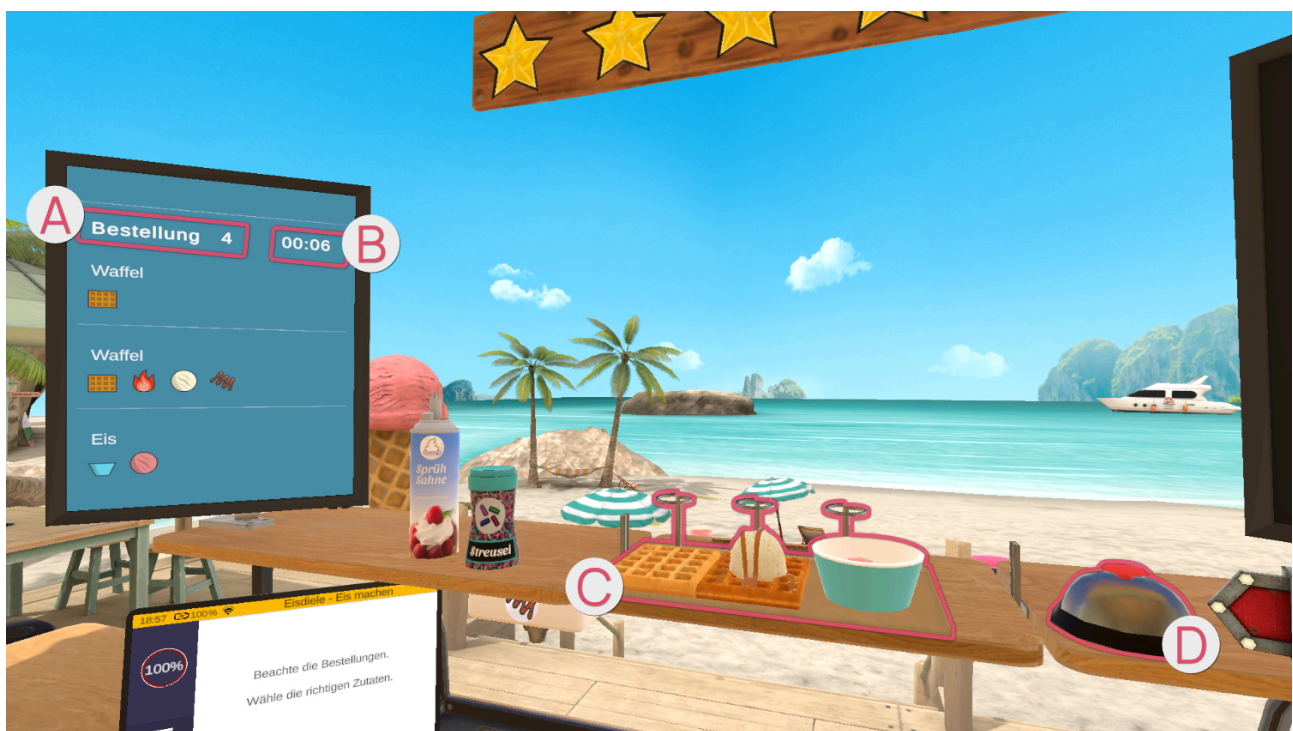 A
Bestellung 4
00:06
B
Waffel
Waffel
Eis
Sprüh
Sahne
Streusel
C
D
18:57
100%
Eisdiele - Eis machen
100%
Beachte die Bestellungen.
Wähle die richtigen Zutaten.